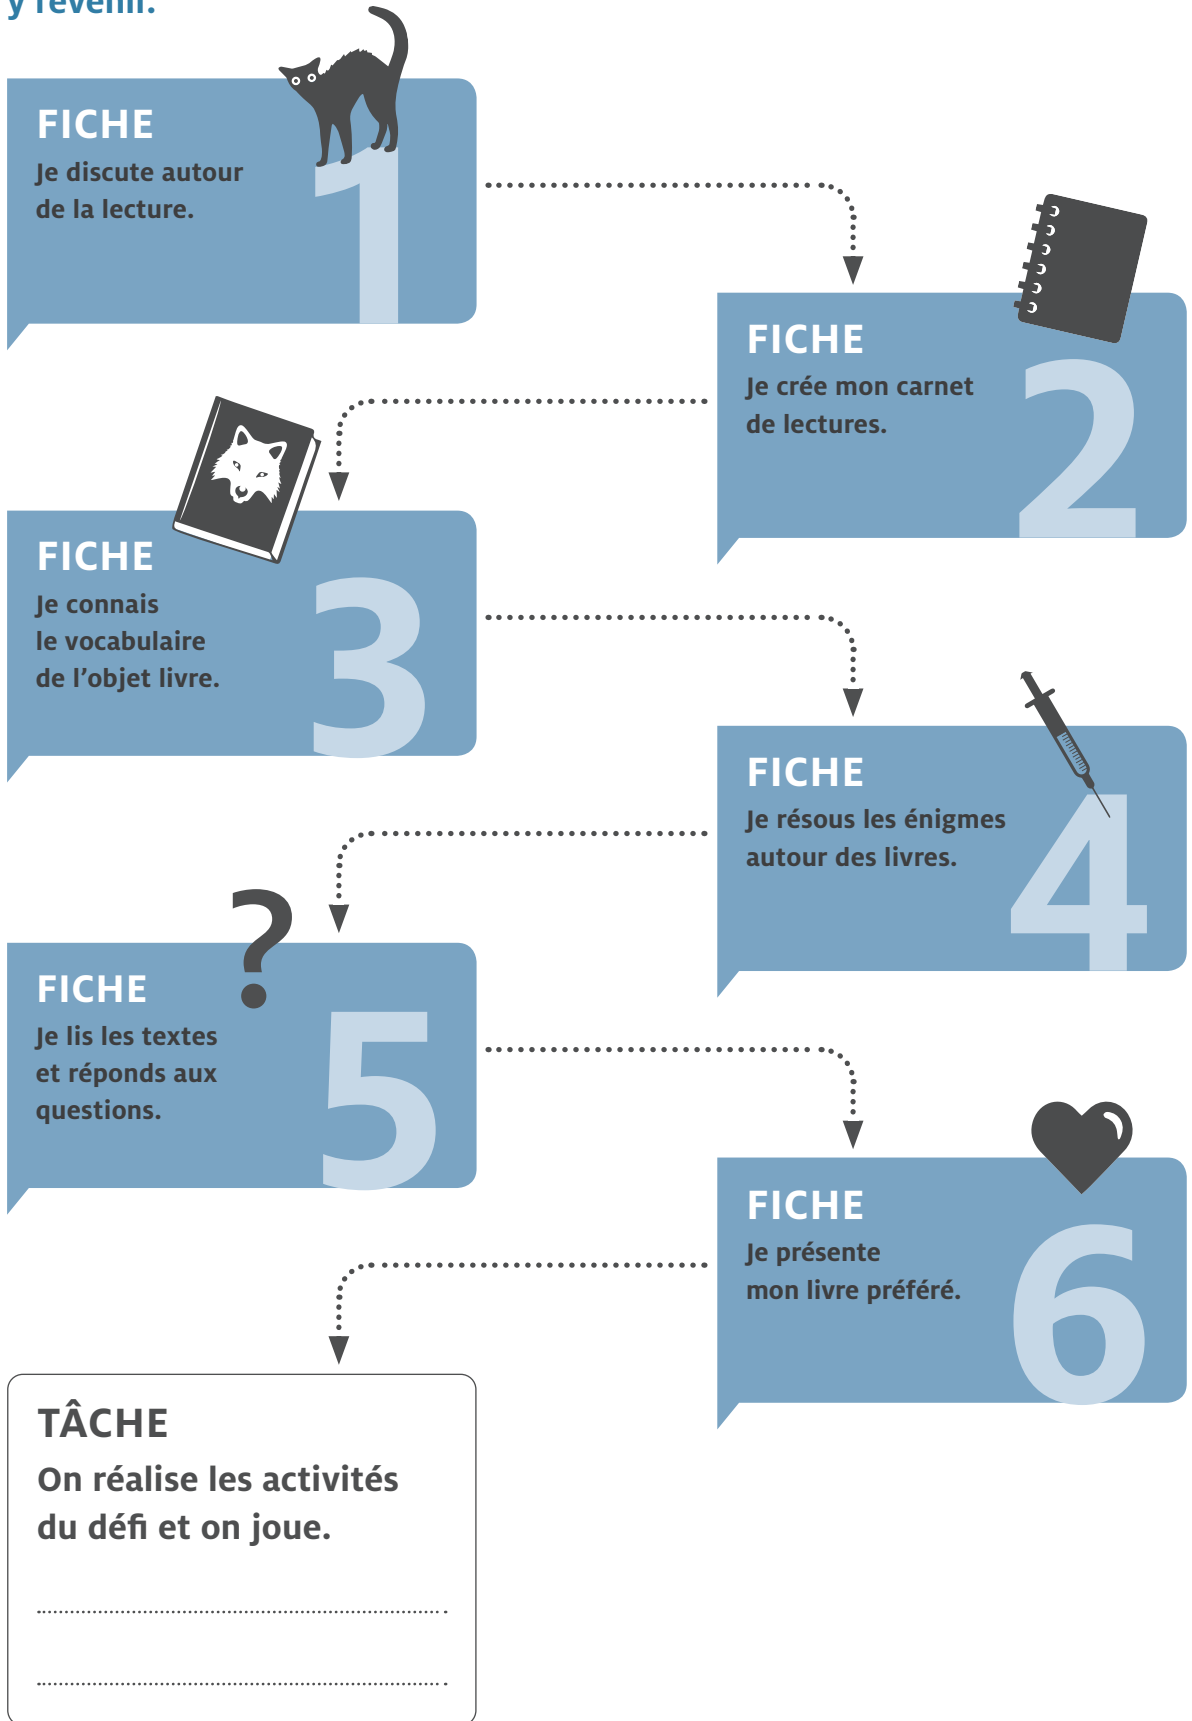 y revenir.
FICHE
Je discute autour
de la lecture.
1
FICHE
Je crée mon carnet
de lectures.
2
FICHE
Je connais
le vocabulaire
de l’objet livre.
3
FICHE
Je résous les énigmes
autour des livres.
4
FICHE
Je lis les textes
et réponds aux
questions.
?
5
FICHE
Je présente
mon livre préféré.
6
TÂCHE
On réalise les activités
du défi et on joue.